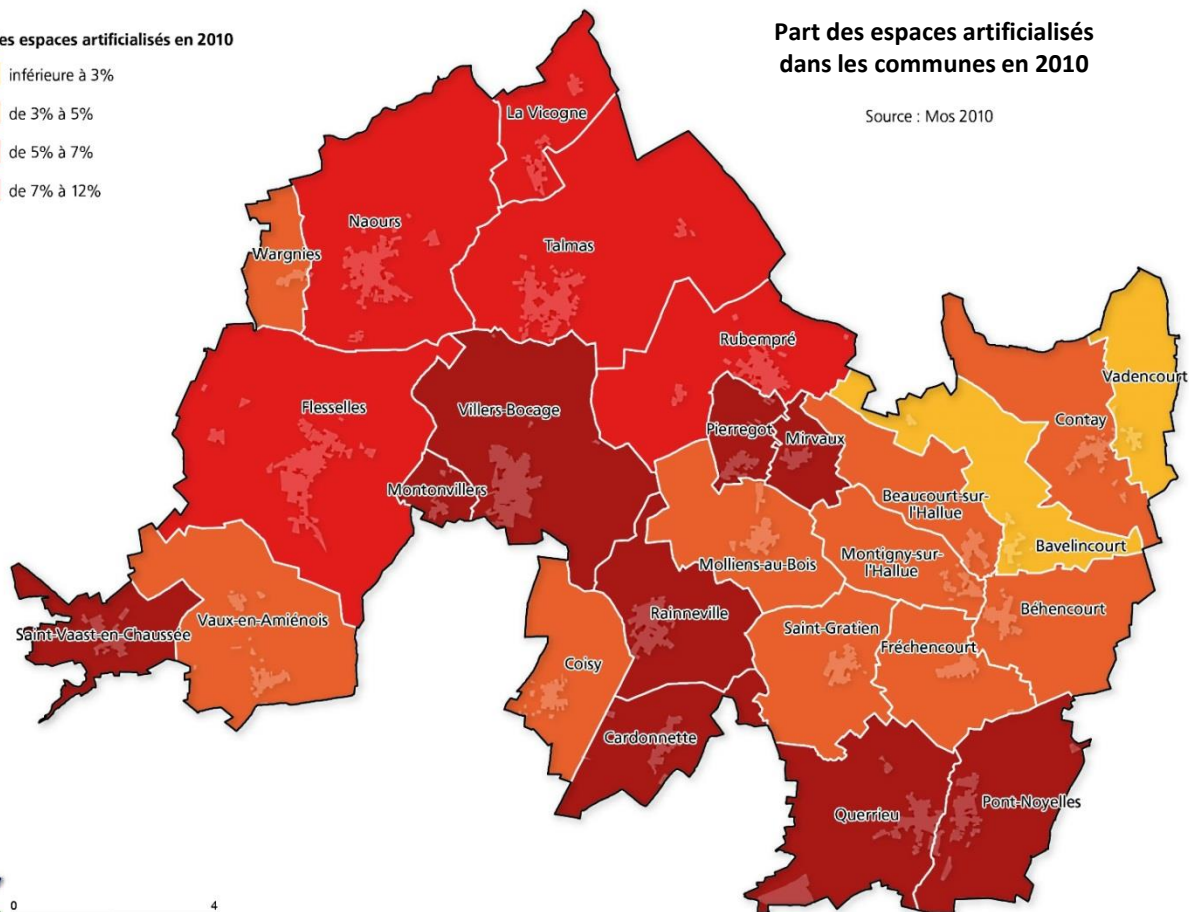 es espaces artificialisés en 2010
inférieure à 3%
de 3% à 5%
de 5% à 7%
de 7% à 12%
Part des espaces artificialisés
dans les communes en 2010
Source : Mos 2010
La Vicogne
Naours
Wargnies
Talmas
Rubempré
Vadencourt
Flesselles
Villers-Bocage
Contay
Pierregot
Mirvaux
Montonvillers
Beaucourt-sur-
l'Hallue
Bavelincourt
Molliens-au-Bois
Montigny-sur-
l'Hallue
Béhencourt
Rainneville
Saint-Vaast-en-Chaussée
Vaux-en-Amiénois
Saint-Gratien
Fréchencourt
Coisy
Cardonnette
Querrieu
Pont-Noyelles
0
4